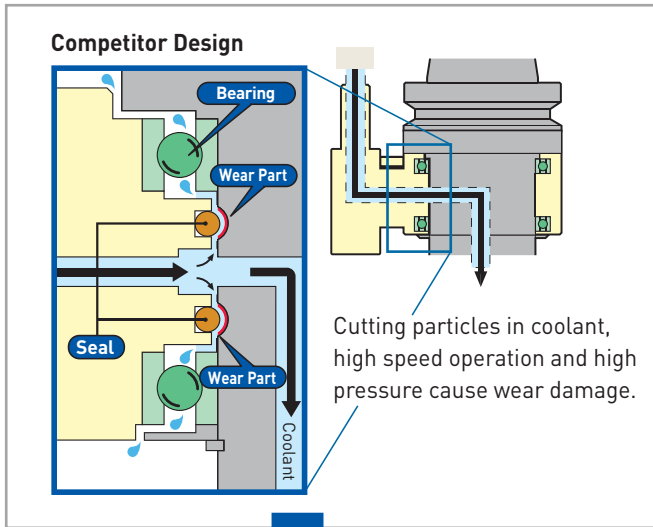 Competitor Design
Bearing
Wear Part
Seal
Wear Part
Coolant
Cutting particles in coolant,
high speed operation and high
pressure cause wear damage.